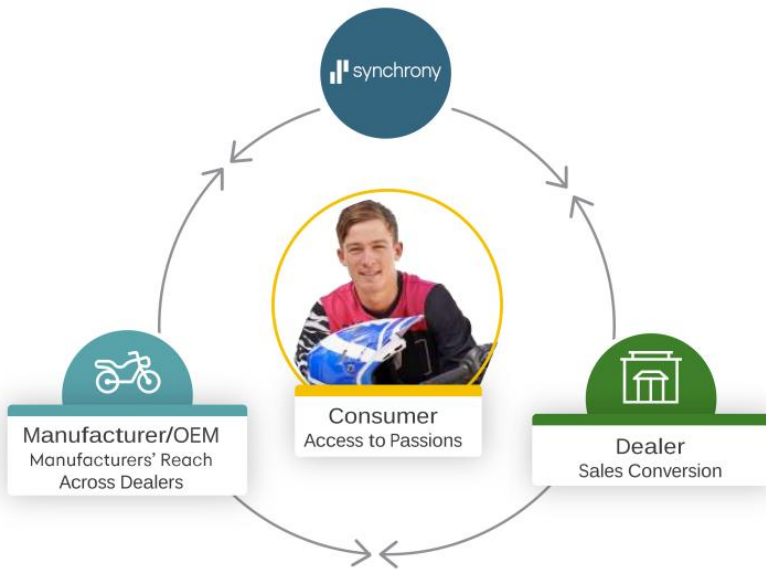 synchrony
Consumer
Access to Passions
Manufacturer/OEM
Manufacturers' Reach
Across Dealers
Dealer
Sales Conversion